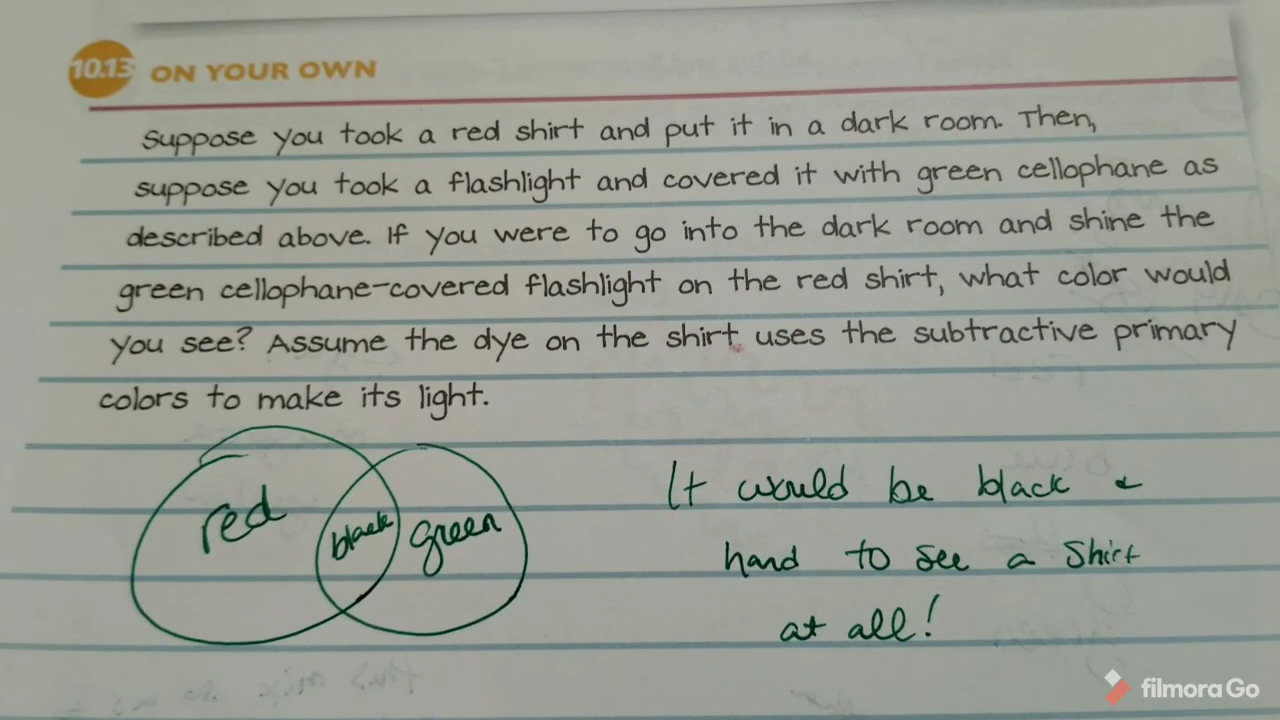 10.13 ON YOUR OWN
Suppose you took a red shirt and put it in a dark room. Then,
suppose you took a flashlight and covered it with green cellophane as
described above. If you were to go into the dark room and shine the
green cellophane-covered flashlight on the red shirt, what color would
you see? Assume the dye on the shirt uses the subtractive primary
colors to make its light.
red black green
It would be black &
hard to see a shirt
at all!
filmoraGo